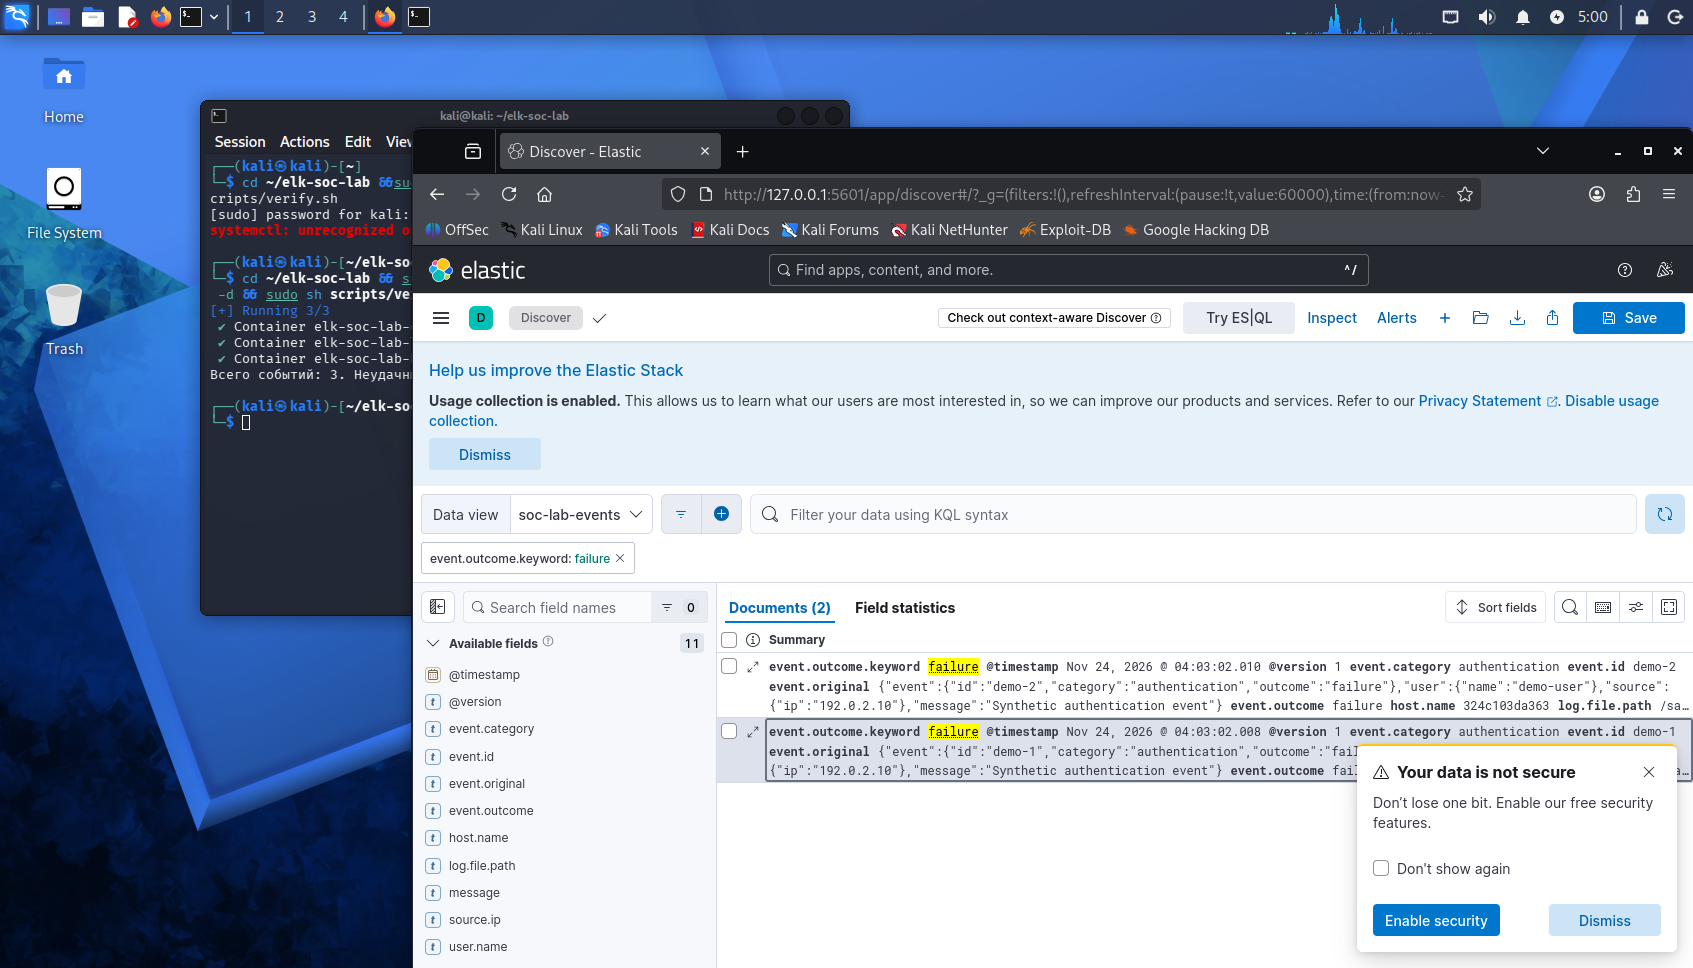 1 2 3 4
5:00
Home
File System
Trash
kali@kali: ~/elk-soc-lab
Session Actions Edit View
┌──(kali㉿kali)-[~]
└─$ cd ~/elk-soc-lab && su
cripts/verify.sh
[sudo] password for kali:
systemctl: unrecognized o
┌──(kali㉿kali)-[~/elk-so
└─$ cd ~/elk-soc-lab && s
-d && sudo sh scripts/ve
[+] Running 3/3
✔ Container elk-soc-lab-
✔ Container elk-soc-lab-
✔ Container elk-soc-lab-
Всего событий: 3. Неудачн
┌──(kali㉿kali)-[~/elk-so
└─$
Discover - Elastic
http://127.0.0.1:5601/app/discover#/?_g=(filters:!(),refreshInterval:(pause:!t,value:60000),time:(from:now-
OffSec Kali Linux Kali Tools Kali Docs Kali Forums Kali NetHunter Exploit-DB Google Hacking DB
elastic
Find apps, content, and more. ^/
D Discover Check out context-aware Discover Try ES|QL Inspect Alerts Save
Help us improve the Elastic Stack
Usage collection is enabled. This allows us to learn what our users are most interested in, so we can improve our products and services. Refer to our Privacy Statement. Disable usage
collection.
Dismiss
Data view soc-lab-events Filter your data using KQL syntax
event.outcome.keyword: failure
Search field names 0
Available fields 11
@timestamp
@version
event.category
event.id
event.original
event.outcome
host.name
log.file.path
message
source.ip
user.name
Documents (2) Field statistics Sort fields
Summary
event.outcome.keyword failure @timestamp Nov 24, 2026 @ 04:03:02.010 @version 1 event.category authentication event.id demo-2
event.original {"event":{"id":"demo-2","category":"authentication","outcome":"failure"},"user":{"name":"demo-user"},"source":
{"ip":"192.0.2.10"},"message":"Synthetic authentication event"} event.outcome failure host.name 324c103da363 log.file.path /sa…
event.outcome.keyword failure @timestamp Nov 24, 2026 @ 04:03:02.008 @version 1 event.category authentication event.id demo-1
event.original {"event":{"id":"demo-1","category":"authentication","outcome":"fai
{"ip":"192.0.2.10"},"message":"Synthetic authentication event"} event.outcome fai a…
Your data is not secure
Don't lose one bit. Enable our free security
features.
Don't show again
Enable security Dismiss